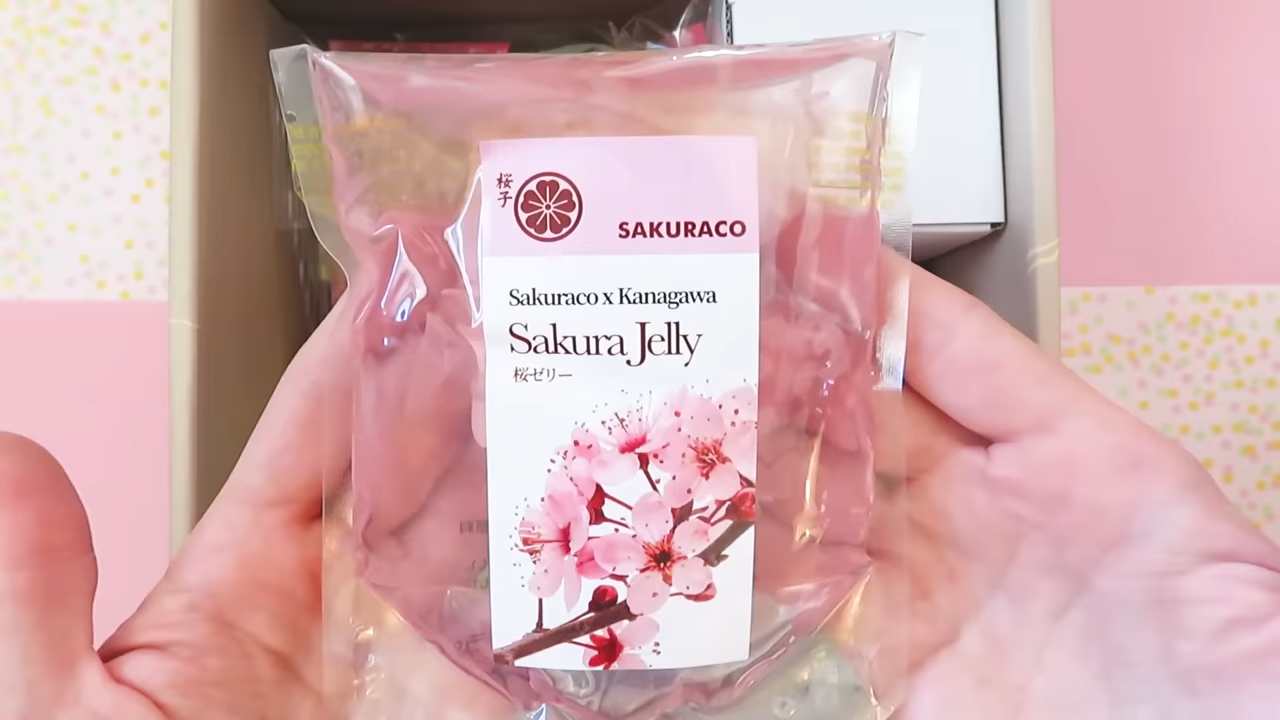 桜子
SAKURACO
Sakuraco x Kanagawa
Sakura Jelly
桜ゼリー